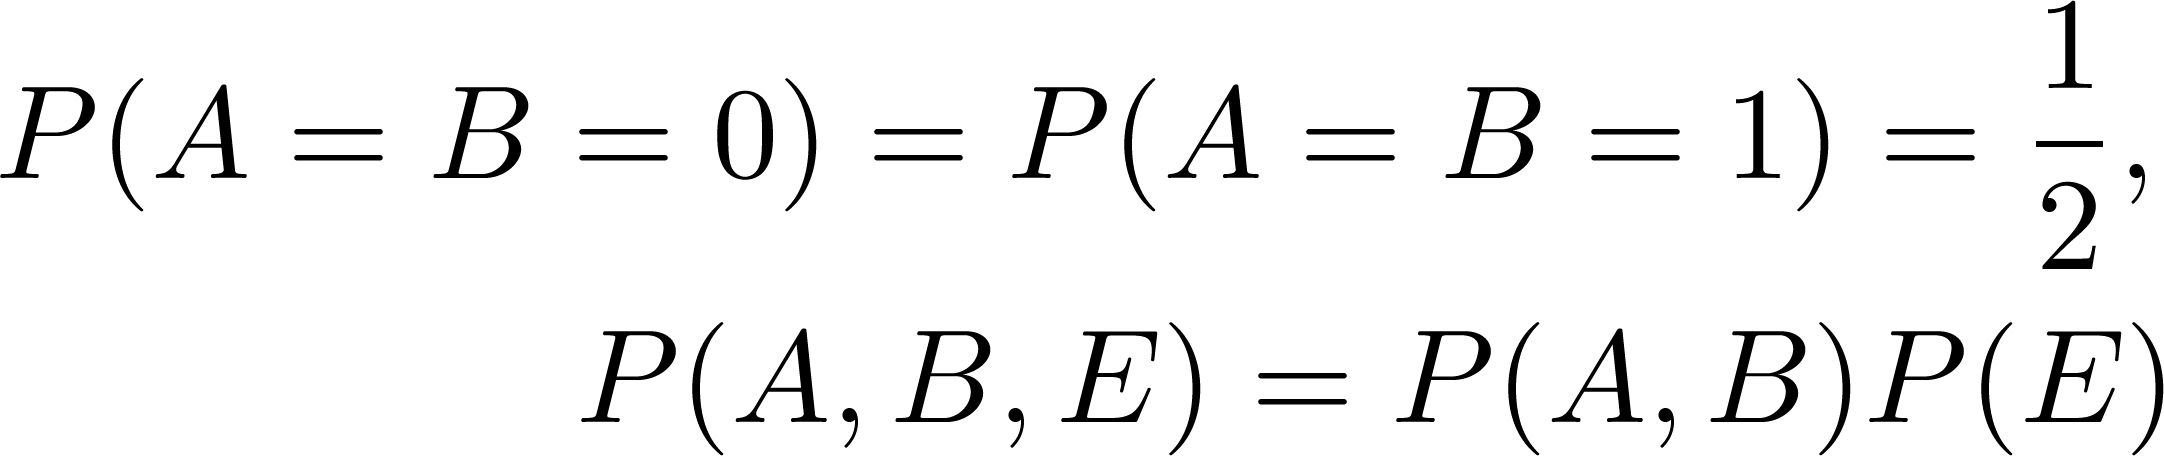 P(A = B = 0) = P(A = B = 1) = 1/2,
P(A, B, E) = P(A, B)P(E)